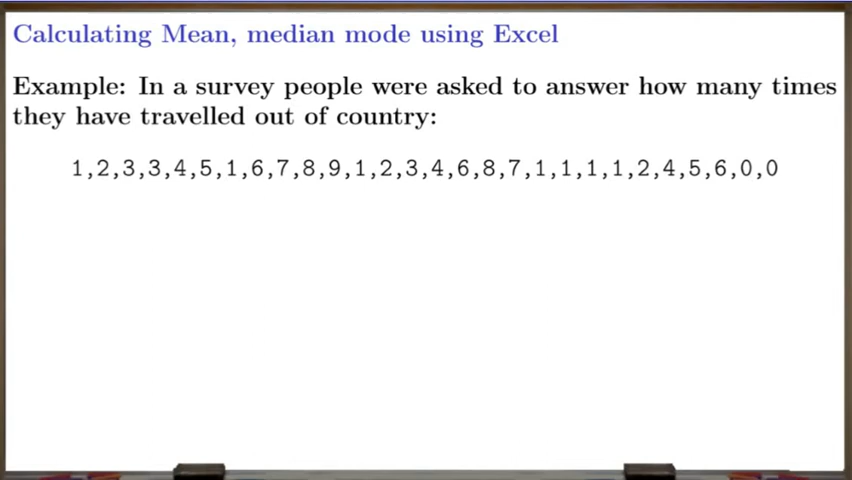 Calculating Mean, median mode using Excel
Example: In a survey people were asked to answer how many times
they have travelled out of country:
1,2,3,3,4,5,1,6,7,8,9,1,2,3,4,6,8,7,1,1,1,1,2,4,5,6,0,0